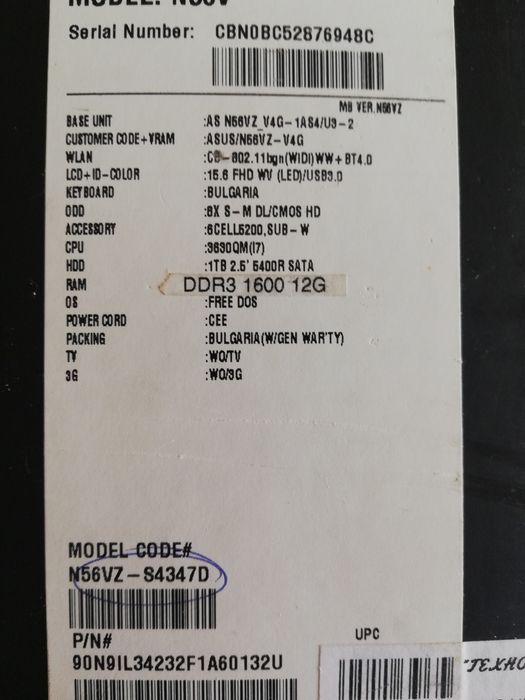 MODEL: N56V
Serial Number: CBN0BC52876948C
MB VER.N56VZ
BASE UNIT :AS N56VZ_V4G-1AS4/U3-2
CUSTOMER CODE+VRAM :ASUS/N56VZ-V4G
WLAN :CB-802.11bgn(WIDI)WW+BT4.0
LCD+ID-COLOR :15.6 FHD WV (LED)/USB3.0
KEYBOARD :BULGARIA
ODD :8X S-M DL/CMOS HD
ACCESSORY :6CELL5200,SUB-W
CPU :3630QM(I7)
HDD :1TB 2.5' 5400R SATA
RAM DDR3 1600 12G
OS :FREE DOS
POWER CORD :CEE
PACKING :BULGARIA(W/GEN WAR'TY)
TV :WO/TV
3G :WO/3G
MODEL CODE#
N56VZ-S4347D
P/N#
90N9IL34232F1A60132U
UPC
"ТЕХНО